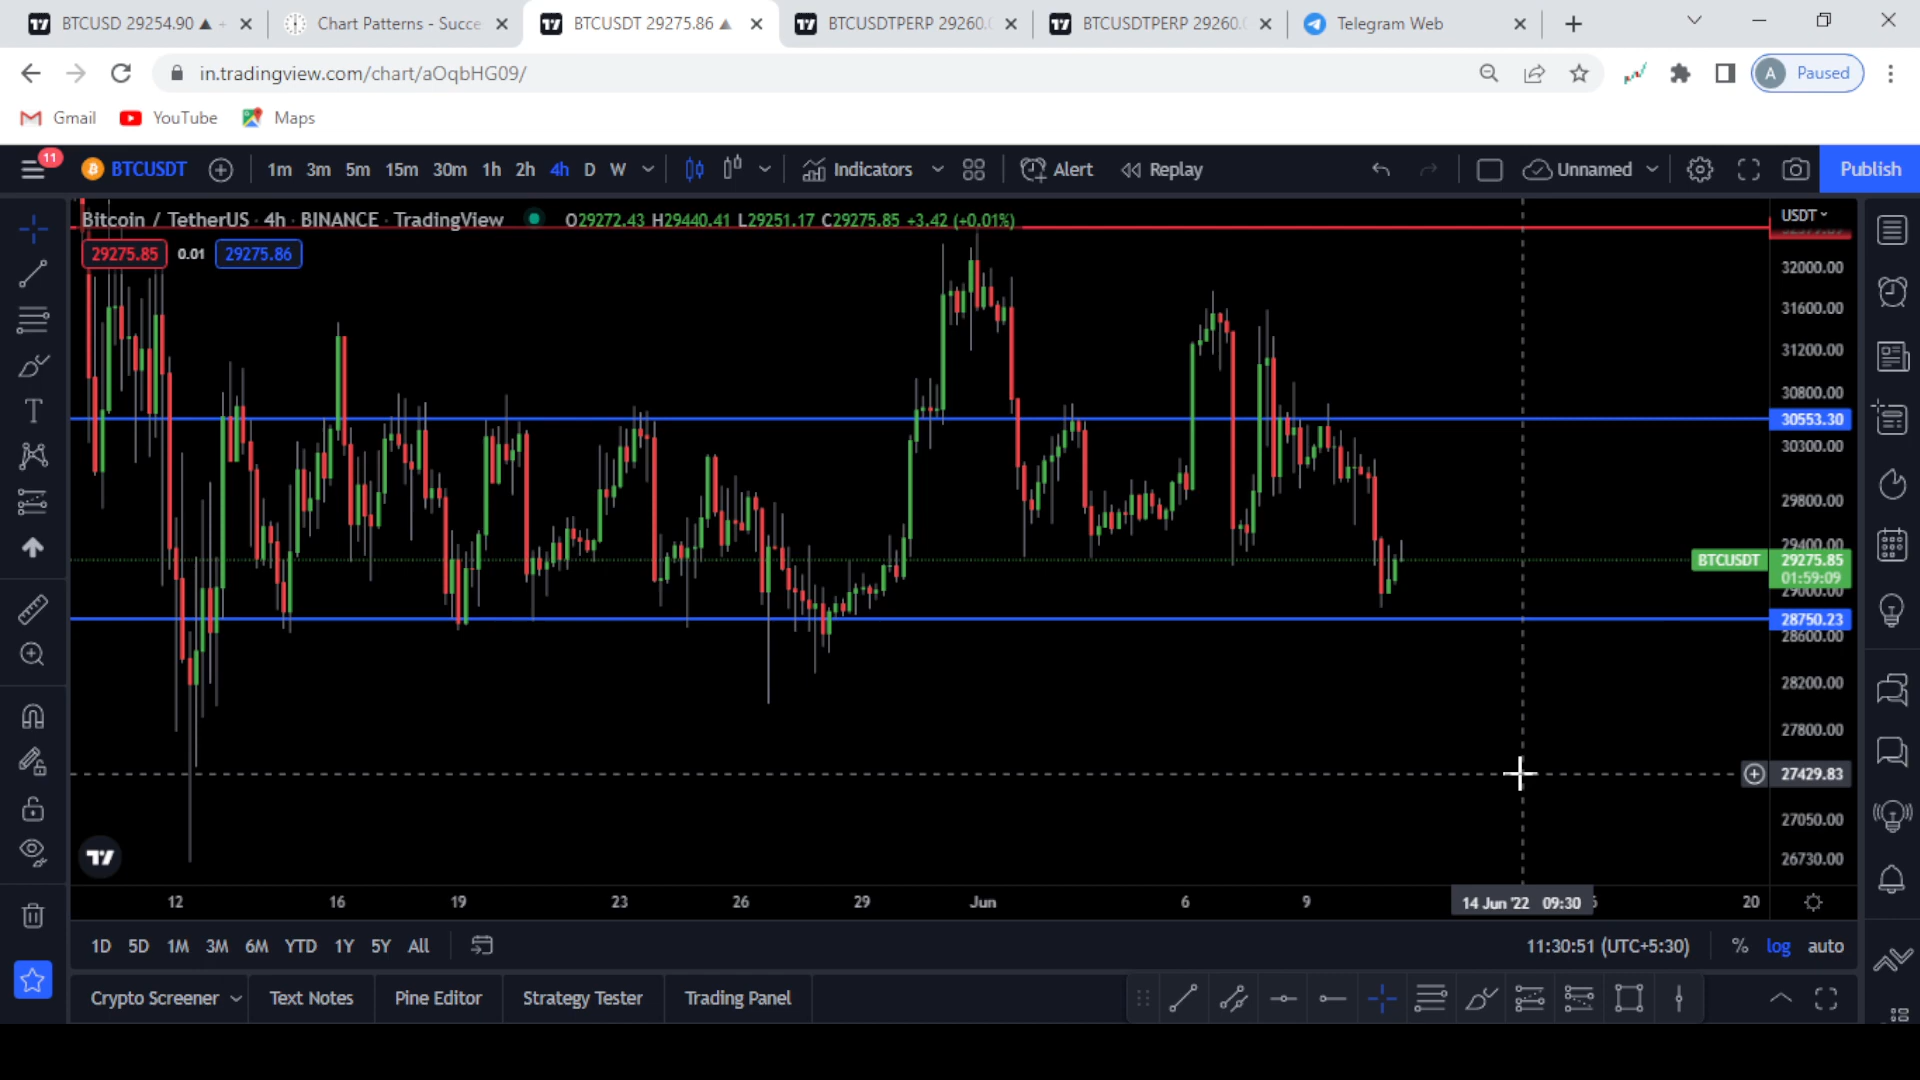 BTCUSD 29254.90 ▲
Chart Patterns - Succe
BTCUSDT 29275.86 ▲
BTCUSDTPERP 29260.
BTCUSDTPERP 29260.
Telegram Web
in.tradingview.com/chart/aOqbHG09/
A Paused
Gmail
YouTube
Maps
11
BTCUSDT
1m 3m 5m 15m 30m 1h 2h 4h D W
Indicators
Alert
Replay
Unnamed
Publish
Bitcoin / TetherUS · 4h · BINANCE · TradingView
O29272.43 H29440.41 L29251.17 C29275.85 +3.42 (+0.01%)
USDT
29275.85 0.01 29275.86
32000.00
31600.00
31200.00
30800.00
30553.30
30300.00
29800.00
29400.00
BTCUSDT 29275.85
01:59:09
29000.00
28750.23
28600.00
28200.00
27800.00
27429.83
27050.00
26730.00
12 16 19 23 26 29 Jun 6 9 14 Jun '22 09:30 20
1D 5D 1M 3M 6M YTD 1Y 5Y All
11:30:51 (UTC+5:30) % log auto
Crypto Screener
Text Notes
Pine Editor
Strategy Tester
Trading Panel